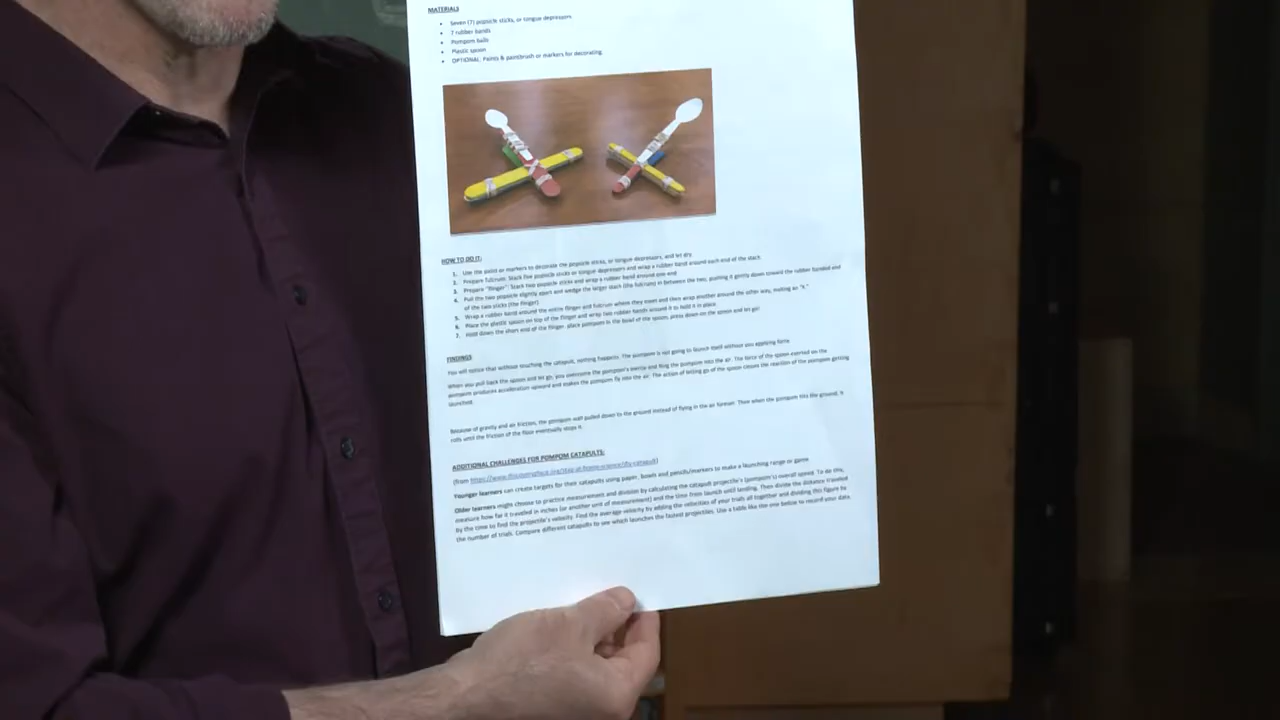 MATERIALS
• Seven (7) popsicle sticks, or tongue depressors
• 7 rubber bands
• Pompom balls
• Plastic spoon
• OPTIONAL: Paints & paintbrush or markers for decorating.
HOW TO DO IT:
1. Use the paint or markers to decorate the popsicle sticks, or tongue depressors, and let dry
2. Prepare fulcrum: Stack five popsicle sticks or tongue depressors and wrap a rubber band around each end of the stack.
3. Prepare "flinger": Stack two popsicle sticks and wrap a rubber band around one end
4. Pull the two popsicle slightly apart and wedge the larger stack (the fulcrum) in between the two, pushing it gently down toward the rubber banded end
of the two sticks (the flinger)
5. Wrap a rubber band around the entire flinger and fulcrum where they meet and then wrap another around the other way, making an "X."
6. Place the plastic spoon on top of the flinger and wrap two rubber bands around it to hold it in place.
7. Hold down the short end of the flinger, place pompom in the bowl of the spoon, press down on the spoon and let go!
FINDINGS
You will notice that without touching the catapult, nothing happens. The pompom is not going to launch itself without you applying force.
When you pull back the spoon and let go, you overcome the pompom's inertia and fling the pompom into the air. The force of the spoon exerted on the
pompom produces acceleration upward and makes the pompom fly into the air. The action of letting go of the spoon causes the reaction of the pompom getting
launched.
Because of gravity and air friction, the pompom will pulled down to the ground instead of flying in the air forever. Then when the pompom hits the ground, it
rolls until the friction of the floor eventually stops it.
ADDITIONAL CHALLENGES FOR POMPOM CATAPULTS:
(from
Younger learners can create targets for their catapults using paper, bowls and pencils/markers to make a launching range or game
Older learners might choose to practice measurement and division by calculating the catapult projectile's (pompom's) overall speed. To do this,
measure how far it traveled in inches (or another unit of measurement) and the time from launch until landing. Then divide the distance traveled
by the time to find the projectile's velocity. Find the average velocity by adding the velocities of your trials all together and dividing this figure by
the number of trials. Compare different catapults to see which launches the fastest projectiles. Use a table like the one below to record your data.